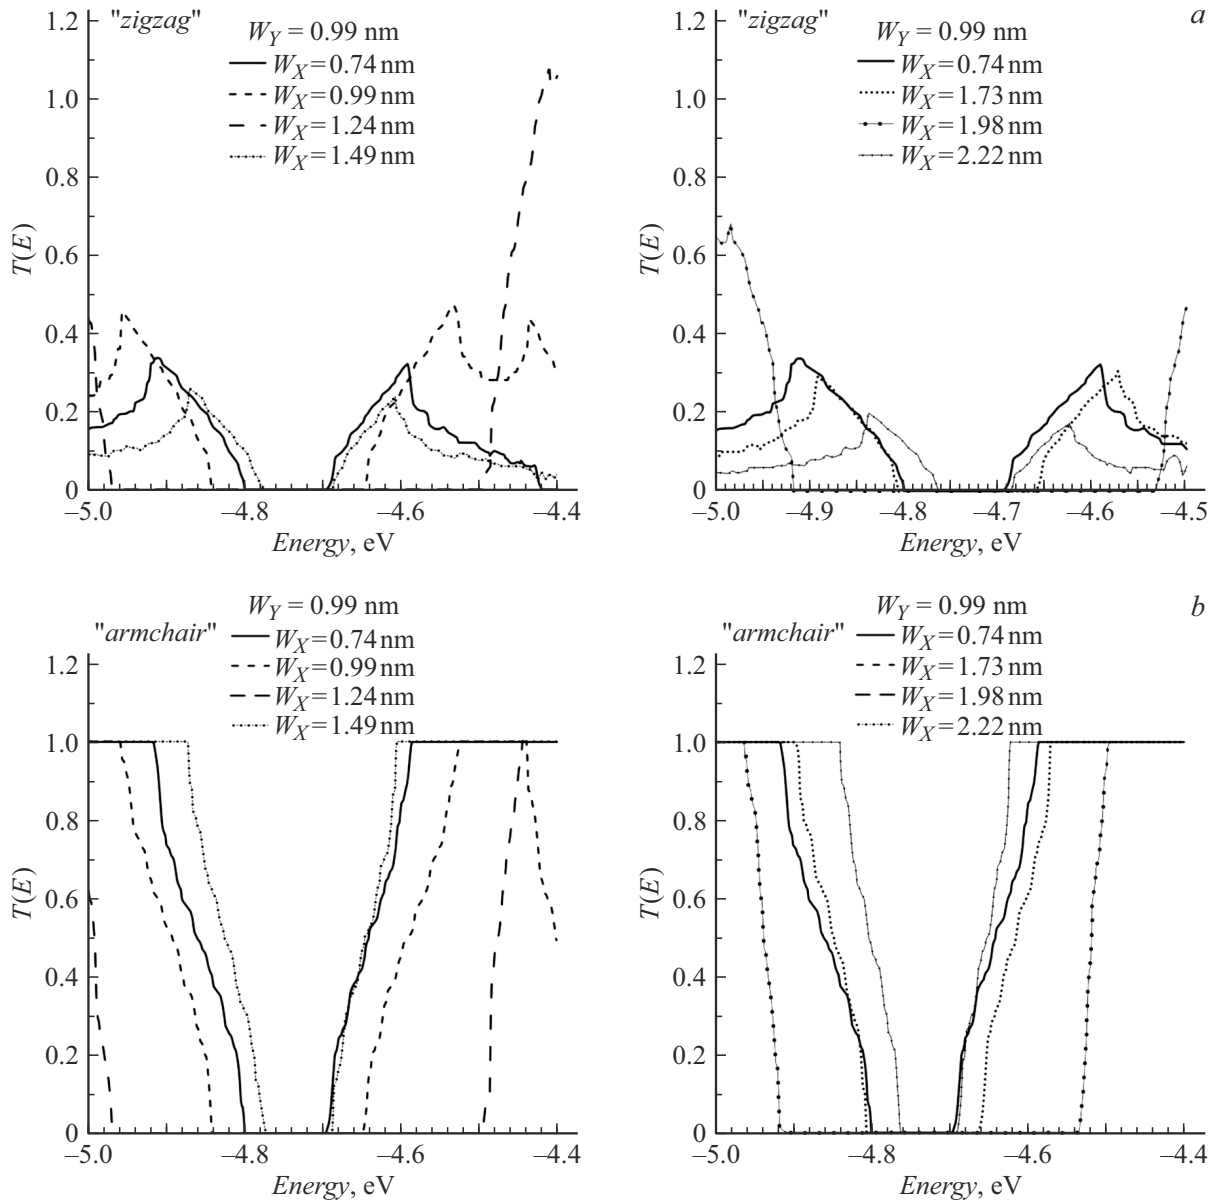 "zigzag"
W_Y = 0.99 nm
W_X = 0.74 nm
W_X = 0.99 nm
W_X = 1.24 nm
W_X = 1.49 nm
1.2
1.0
0.8
0.6
0.4
0.2
0
T(E)
–5.0 –4.8 –4.6 –4.4
Energy, eV
a
"zigzag"
W_Y = 0.99 nm
W_X = 0.74 nm
W_X = 1.73 nm
W_X = 1.98 nm
W_X = 2.22 nm
1.2
1.0
0.8
0.6
0.4
0.2
0
T(E)
–5.0 –4.9 –4.8 –4.7 –4.6 –4.5
Energy, eV
W_Y = 0.99 nm
"armchair"
W_X = 0.74 nm
W_X = 0.99 nm
W_X = 1.24 nm
W_X = 1.49 nm
1.2
1.0
0.8
0.6
0.4
0.2
0
T(E)
–5.0 –4.8 –4.6 –4.4
Energy, eV
b
W_Y = 0.99 nm
"armchair"
W_X = 0.74 nm
W_X = 1.73 nm
W_X = 1.98 nm
W_X = 2.22 nm
1.2
1.0
0.8
0.6
0.4
0.2
0
T(E)
–5.0 –4.8 –4.6 –4.4
Energy, eV